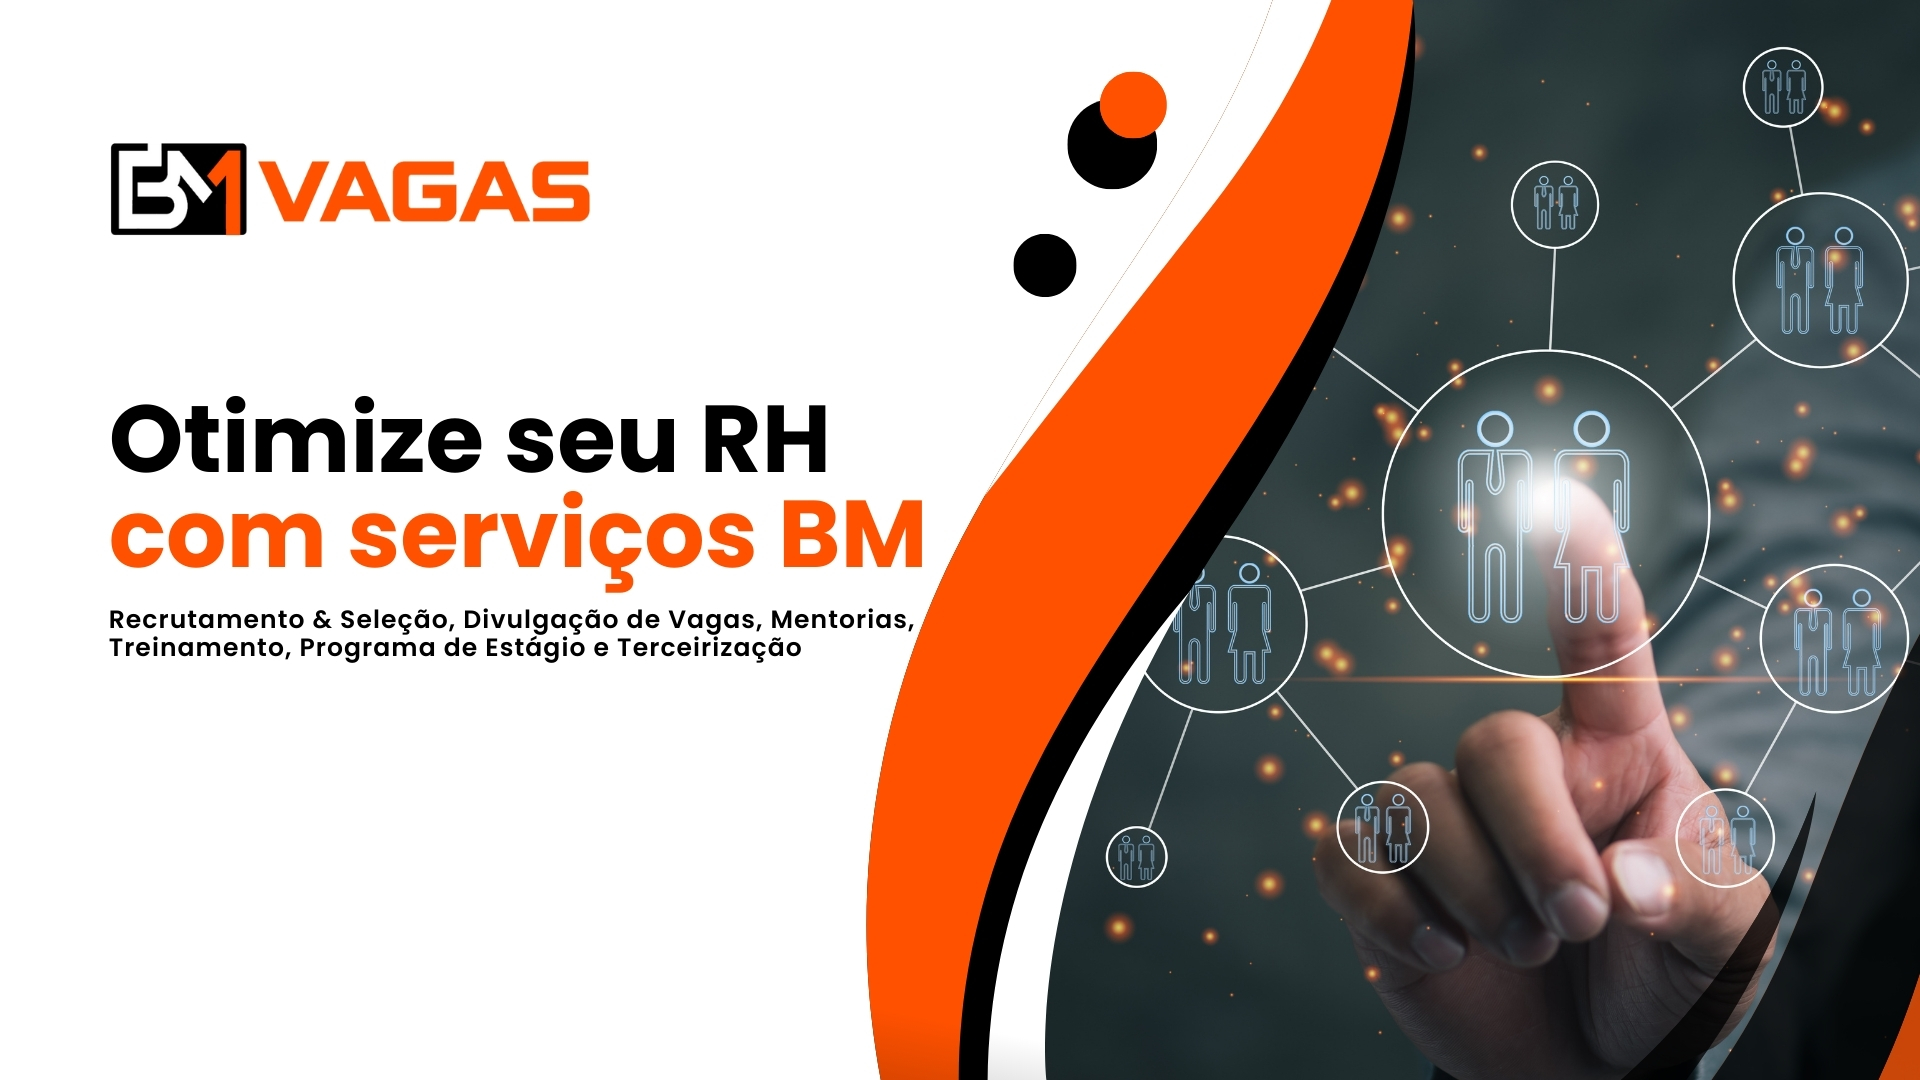 BM VAGAS
Otimize seu RH
com serviços BM
Recrutamento & Seleção, Divulgação de Vagas, Mentorias,
Treinamento, Programa de Estágio e Terceirização